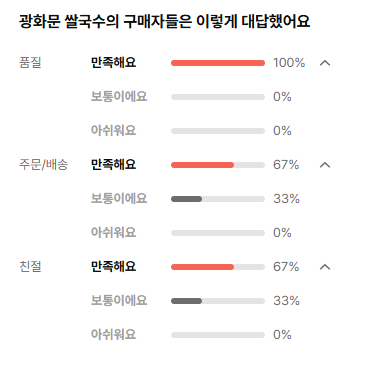 광화문 쌀국수의 구매자들은 이렇게 대답했어요
품질 만족해요 100%
보통이에요 0%
아쉬워요 0%
주문/배송 만족해요 67%
보통이에요 33%
아쉬워요 0%
친절 만족해요 67%
보통이에요 33%
아쉬워요 0%